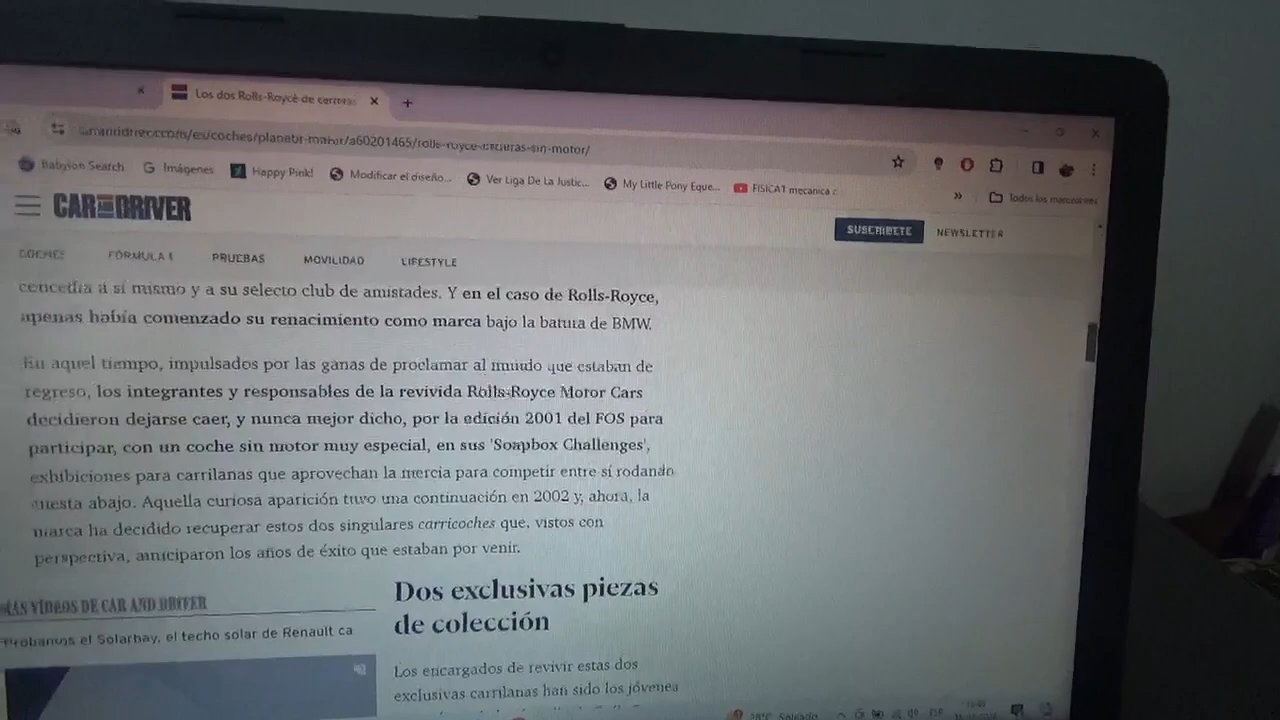 Los dos Rolls-Royce de carreras
/rolls-royce-carreras-sin-motor/
Babylon Search
Imágenes
Happy Pink!
Modificar el diseño...
Ver Liga De La Justic...
My Little Pony Eque...
FISICA1 mecanica
»
Todos los marcadores
CAR AND DRIVER
SUSCRÍBETE
NEWSLETTER
COCHES
FÓRMULA 1
PRUEBAS
MOVILIDAD
LIFESTYLE
concedía a sí mismo y a su selecto club de amistades. Y en el caso de Rolls-Royce,
apenas había comenzado su renacimiento como marca bajo la batuta de BMW.
En aquel tiempo, impulsados por las ganas de proclamar al mundo que estaban de
regreso, los integrantes y responsables de la revivida Rolls-Royce Motor Cars
decidieron dejarse caer, y nunca mejor dicho, por la edición 2001 del FOS para
participar, con un coche sin motor muy especial, en sus 'Soapbox Challenges',
exhibiciones para carrilanas que aprovechan la inercia para competir entre sí rodando
cuesta abajo. Aquella curiosa aparición tuvo una continuación en 2002 y, ahora, la
marca ha decidido recuperar estos dos singulares carricoches que, vistos con
perspectiva, anticiparon los años de éxito que estaban por venir.
MÁS VÍDEOS DE CAR AND DRIVER
Probamos el Solarbay, el techo solar de Renault ca
Dos exclusivas piezas
de colección
Los encargados de revivir estas dos
exclusivas carrilanas han sido los jóvenes
28°C Soleado
ESP